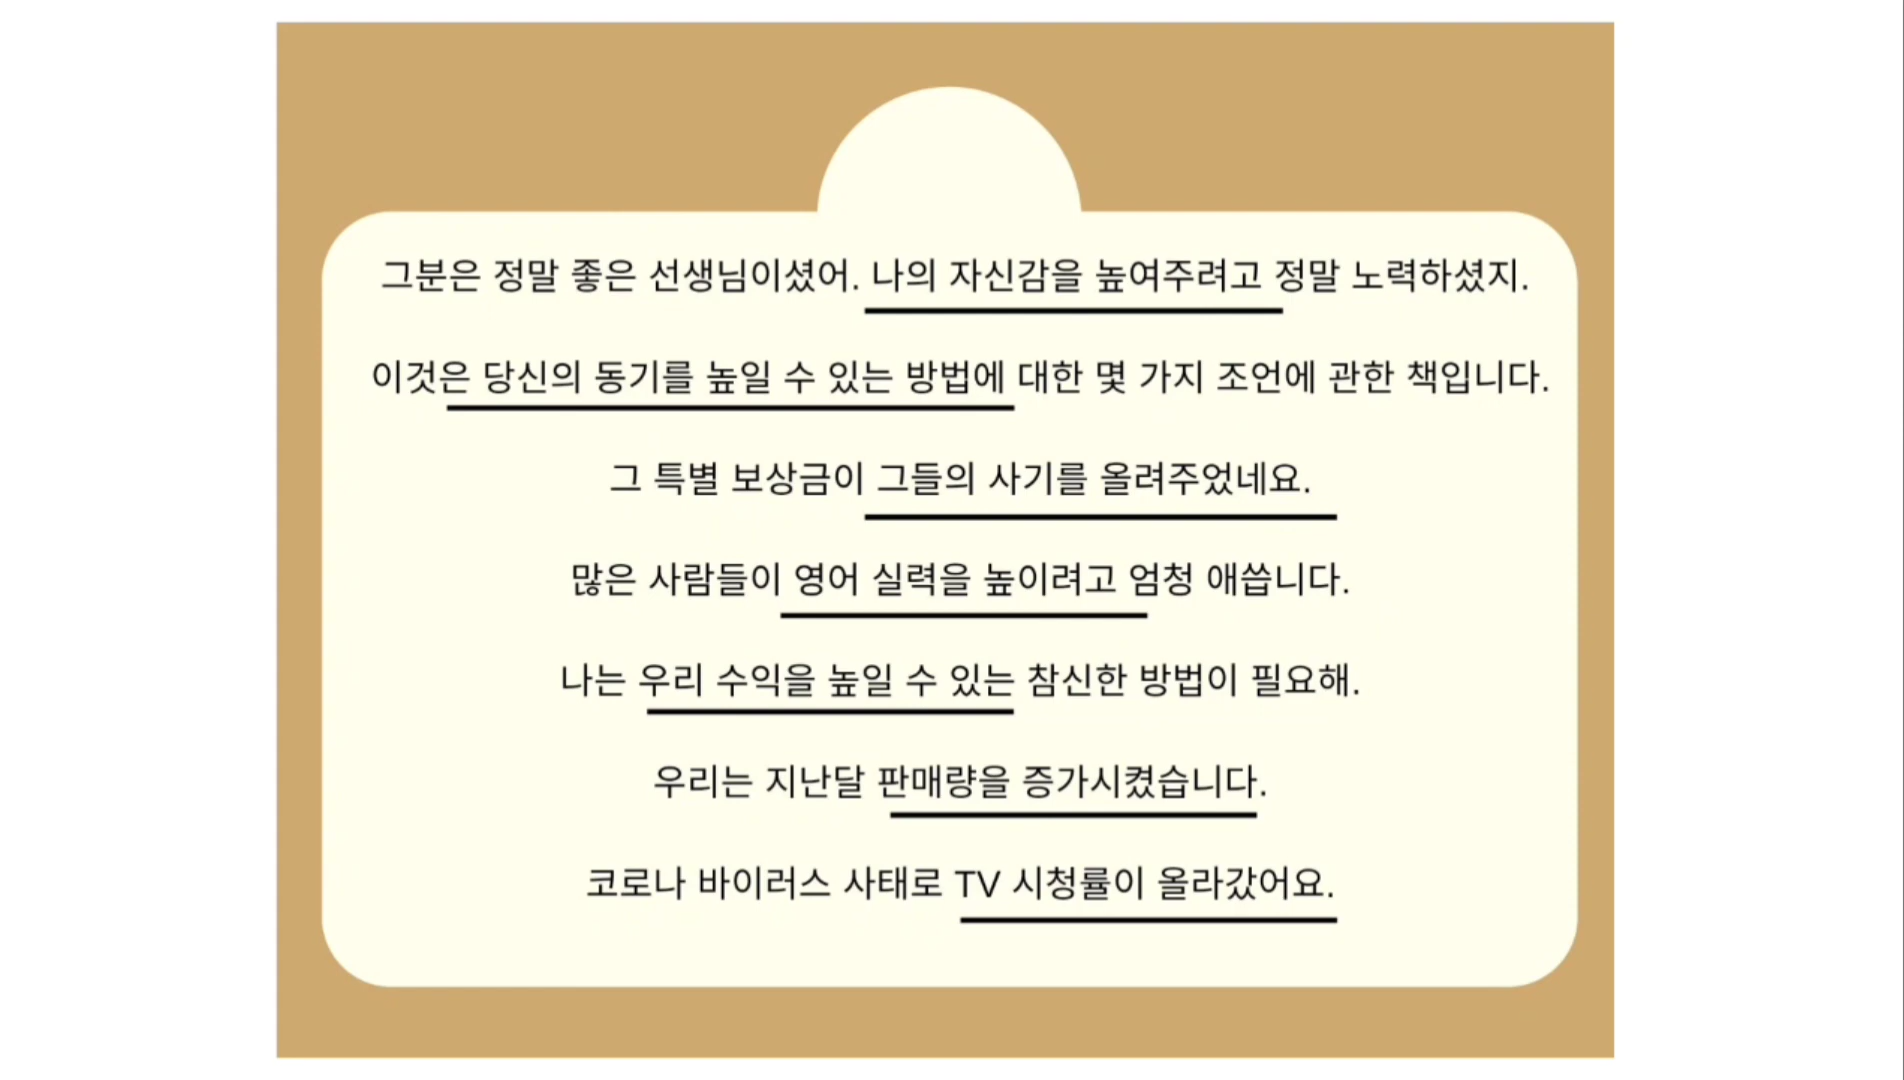 그분은 정말 좋은 선생님이셨어. 나의 자신감을 높여주려고 정말 노력하셨지.
이것은 당신의 동기를 높일 수 있는 방법에 대한 몇 가지 조언에 관한 책입니다.
그 특별 보상금이 그들의 사기를 올려주었네요.
많은 사람들이 영어 실력을 높이려고 엄청 애씁니다.
나는 우리 수익을 높일 수 있는 참신한 방법이 필요해.
우리는 지난달 판매량을 증가시켰습니다.
코로나 바이러스 사태로 TV 시청률이 올라갔어요.